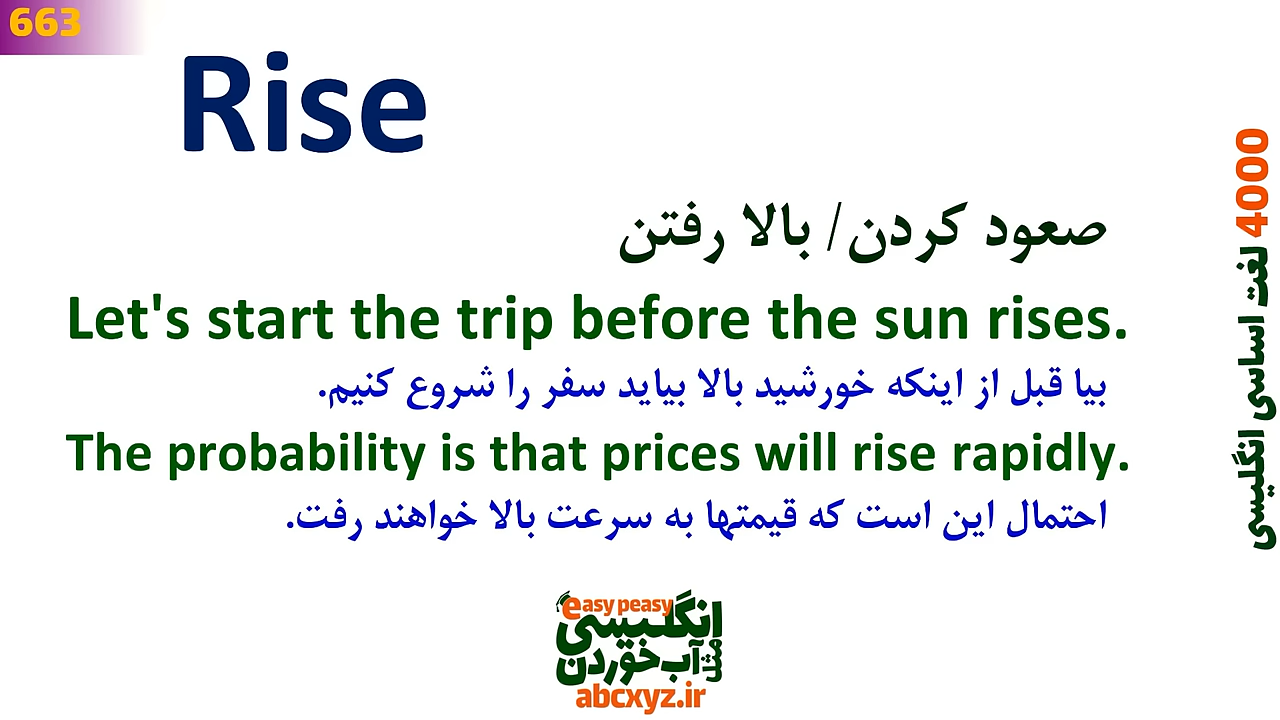 663
Rise
صعود کردن/ بالا رفتن
Let's start the trip before the sun rises.
بیا قبل از اینکه خورشید بالا بیاید سفر را شروع کنیم.
The probability is that prices will rise rapidly.
احتمال این است که قیمتها به سرعت بالا خواهند رفت.
4000 لغت اساسی انگلیسی
easy peasy
انگلیسی
مثل آب خوردن
abcxyz.ir